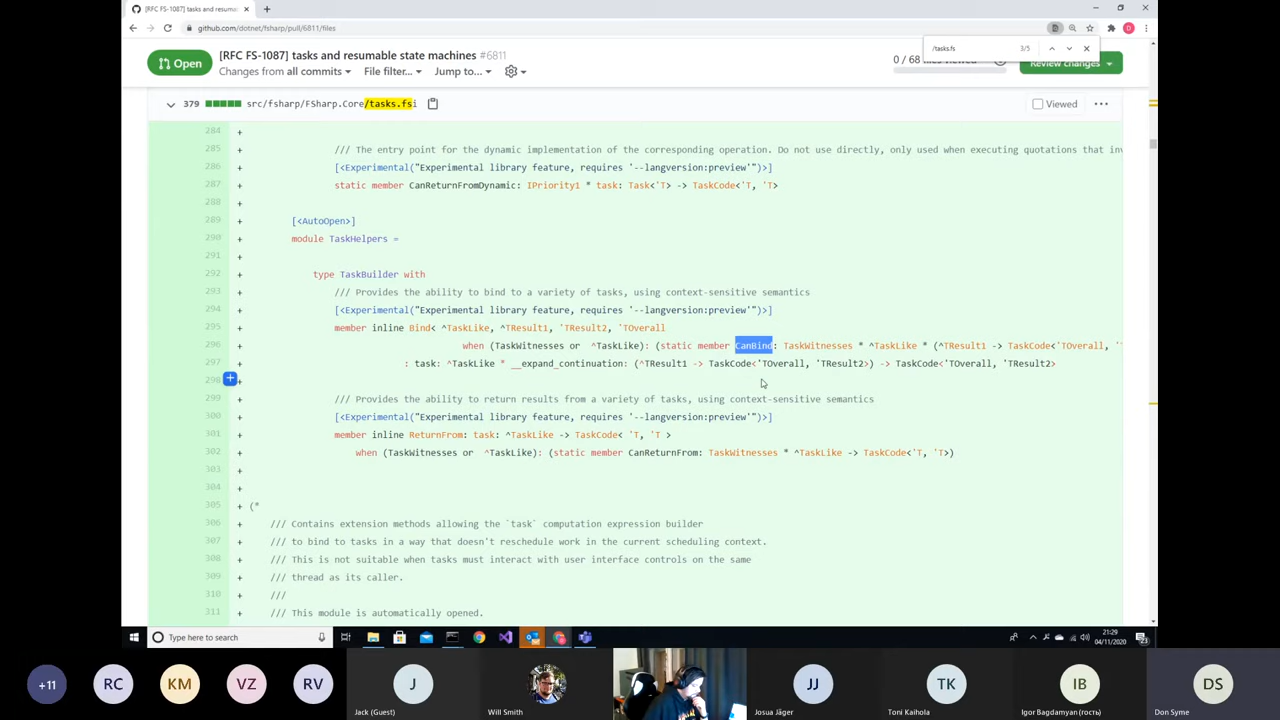 [RFC FS-1087] tasks and resumal
github.com/dotnet/fsharp/pull/6811/files
/tasks.fs
3/5
Open
[RFC FS-1087] tasks and resumable state machines #6811
Changes from all commits
File filter...
Jump to...
0 / 68 files viewed
Review changes
379
src/fsharp/FSharp.Core/tasks.fsi
Viewed
284 +
285 + /// The entry point for the dynamic implementation of the corresponding operation. Do not use directly, only used when executing quotations that inv
286 + [<Experimental("Experimental library feature, requires '--langversion:preview'")>]
287 + static member CanReturnFromDynamic: IPriority1 * task: Task<'T> -> TaskCode<'T, 'T>
288 +
289 + [<AutoOpen>]
290 + module TaskHelpers =
291 +
292 + type TaskBuilder with
293 + /// Provides the ability to bind to a variety of tasks, using context-sensitive semantics
294 + [<Experimental("Experimental library feature, requires '--langversion:preview'")>]
295 + member inline Bind< ^TaskLike, ^TResult1, 'TResult2, 'TOverall
296 + when (TaskWitnesses or ^TaskLike): (static member CanBind: TaskWitnesses * ^TaskLike * (^TResult1 -> TaskCode<'TOverall, '
297 + : task: ^TaskLike * __expand_continuation: (^TResult1 -> TaskCode<'TOverall, 'TResult2>) -> TaskCode<'TOverall, 'TResult2>
298 +
299 + /// Provides the ability to return results from a variety of tasks, using context-sensitive semantics
300 + [<Experimental("Experimental library feature, requires '--langversion:preview'")>]
301 + member inline ReturnFrom: task: ^TaskLike -> TaskCode< 'T, 'T >
302 + when (TaskWitnesses or ^TaskLike): (static member CanReturnFrom: TaskWitnesses * ^TaskLike -> TaskCode<'T, 'T>)
303 +
304 +
305 + (*
306 + /// Contains extension methods allowing the `task` computation expression builder
307 + /// to bind to tasks in a way that doesn't reschedule work in the current scheduling context.
308 + /// This is not suitable when tasks must interact with user interface controls on the same
309 + /// thread as its caller.
310 + ///
311 + /// This module is automatically opened.
Type here to search
21:29
04/11/2020
23
+11
RC
KM
VZ
RV
J
Jack (Guest)
Will Smith
JJ
Josua Jäger
TK
Toni Kaihola
IB
Igor Bagdamyan (гость)
DS
Don Syme